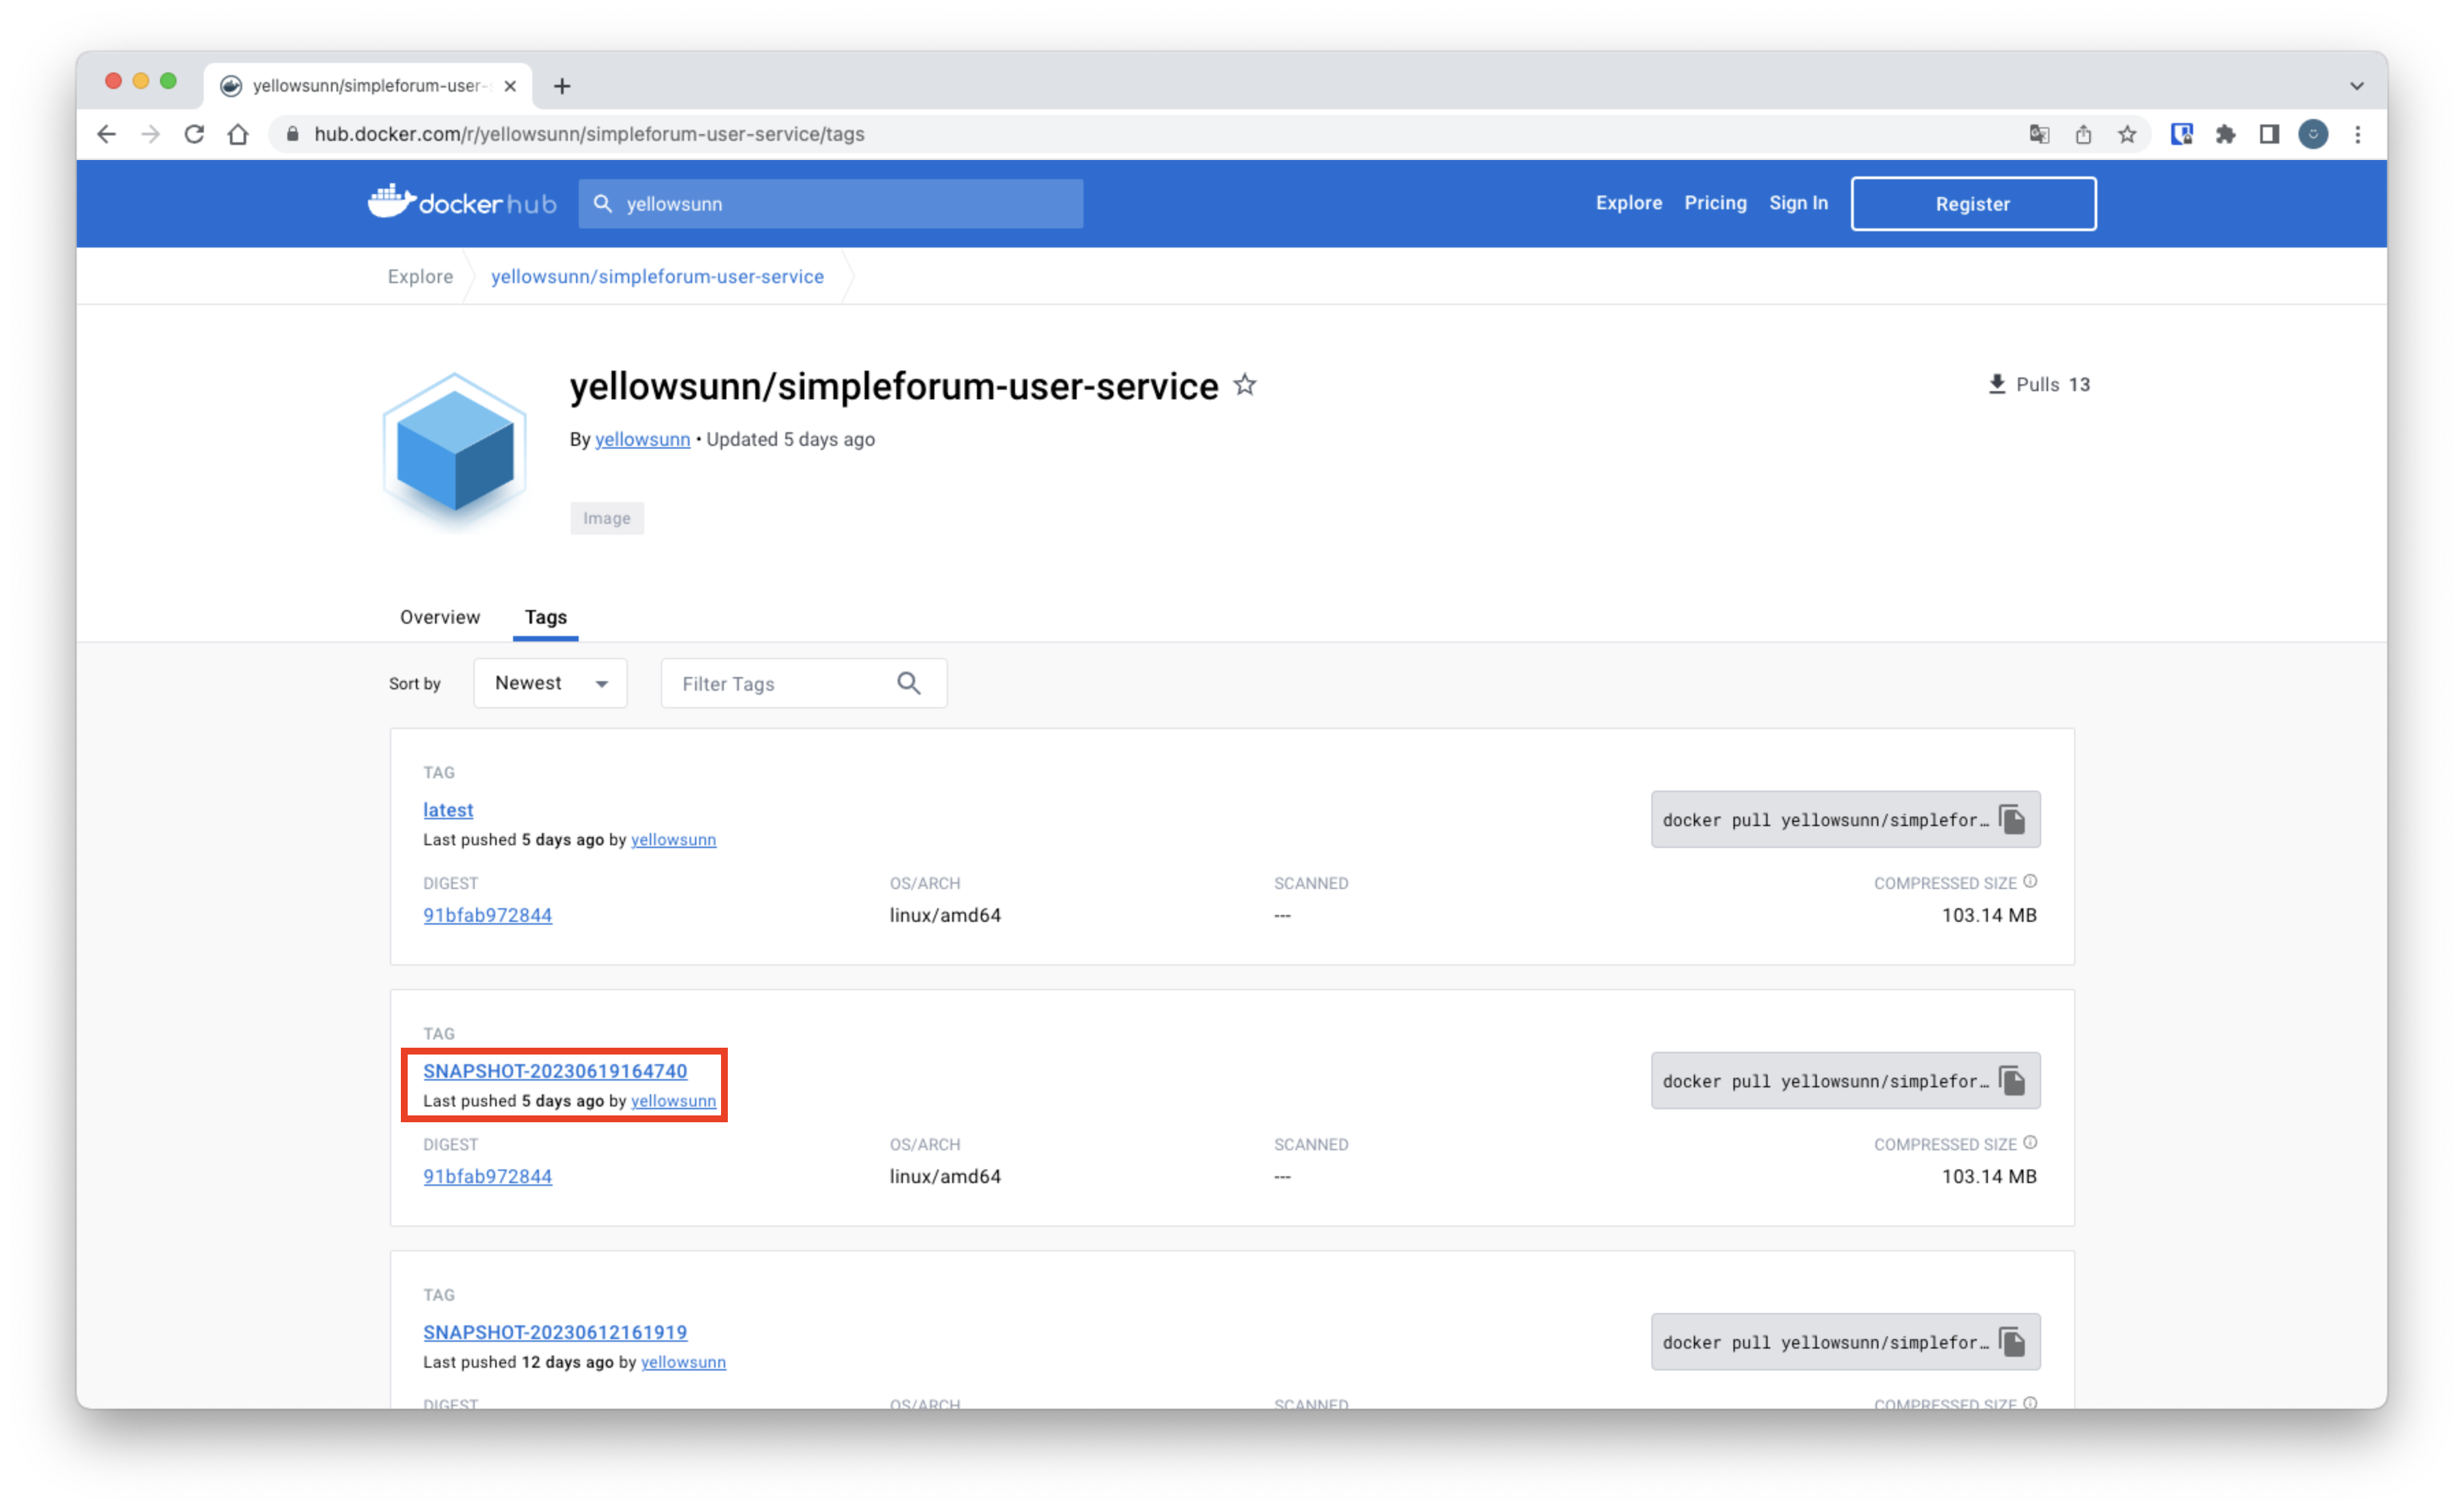 yellowsunn/simpleforum-user-
hub.docker.com/r/yellowsunn/simpleforum-user-service/tags
dockerhub
yellowsunn
Explore Pricing Sign In Register
Explore yellowsunn/simpleforum-user-service
yellowsunn/simpleforum-user-service
Pulls 13
By yellowsunn • Updated 5 days ago
Image
Overview Tags
Sort by Newest Filter Tags
TAG
latest
Last pushed 5 days ago by yellowsunn
docker pull yellowsunn/simplefor…
DIGEST OS/ARCH SCANNED COMPRESSED SIZE
91bfab972844 linux/amd64 --- 103.14 MB
TAG
SNAPSHOT-20230619164740
Last pushed 5 days ago by yellowsunn
docker pull yellowsunn/simplefor…
DIGEST OS/ARCH SCANNED COMPRESSED SIZE
91bfab972844 linux/amd64 --- 103.14 MB
TAG
SNAPSHOT-20230612161919
Last pushed 12 days ago by yellowsunn
docker pull yellowsunn/simplefor…
DIGEST OS/ARCH SCANNED COMPRESSED SIZE